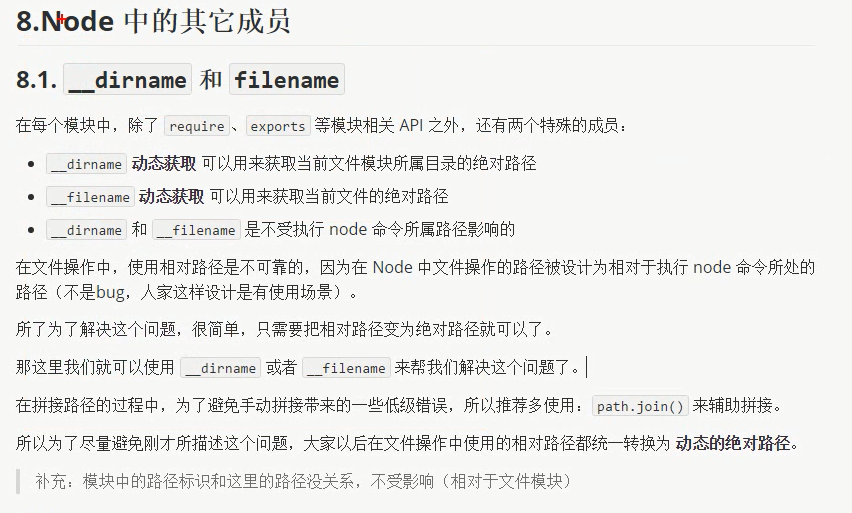 8.Node 中的其它成员
8.1. __dirname 和 filename
在每个模块中，除了 require、exports 等模块相关 API 之外，还有两个特殊的成员：
__dirname 动态获取 可以用来获取当前文件模块所属目录的绝对路径
__filename 动态获取 可以用来获取当前文件的绝对路径
__dirname 和 __filename 是不受执行 node 命令所属路径影响的
在文件操作中，使用相对路径是不可靠的，因为在 Node 中文件操作的路径被设计为相对于执行 node 命令所处的
路径（不是bug，人家这样设计是有使用场景）。
所了为了解决这个问题，很简单，只需要把相对路径变为绝对路径就可以了。
那这里我们就可以使用 __dirname 或者 __filename 来帮我们解决这个问题了。
在拼接路径的过程中，为了避免手动拼接带来的一些低级错误，所以推荐多使用：path.join() 来辅助拼接。
所以为了尽量避免刚才所描述这个问题，大家以后在文件操作中使用的相对路径都统一转换为 动态的绝对路径。
补充：模块中的路径标识和这里的路径没关系，不受影响（相对于文件模块）